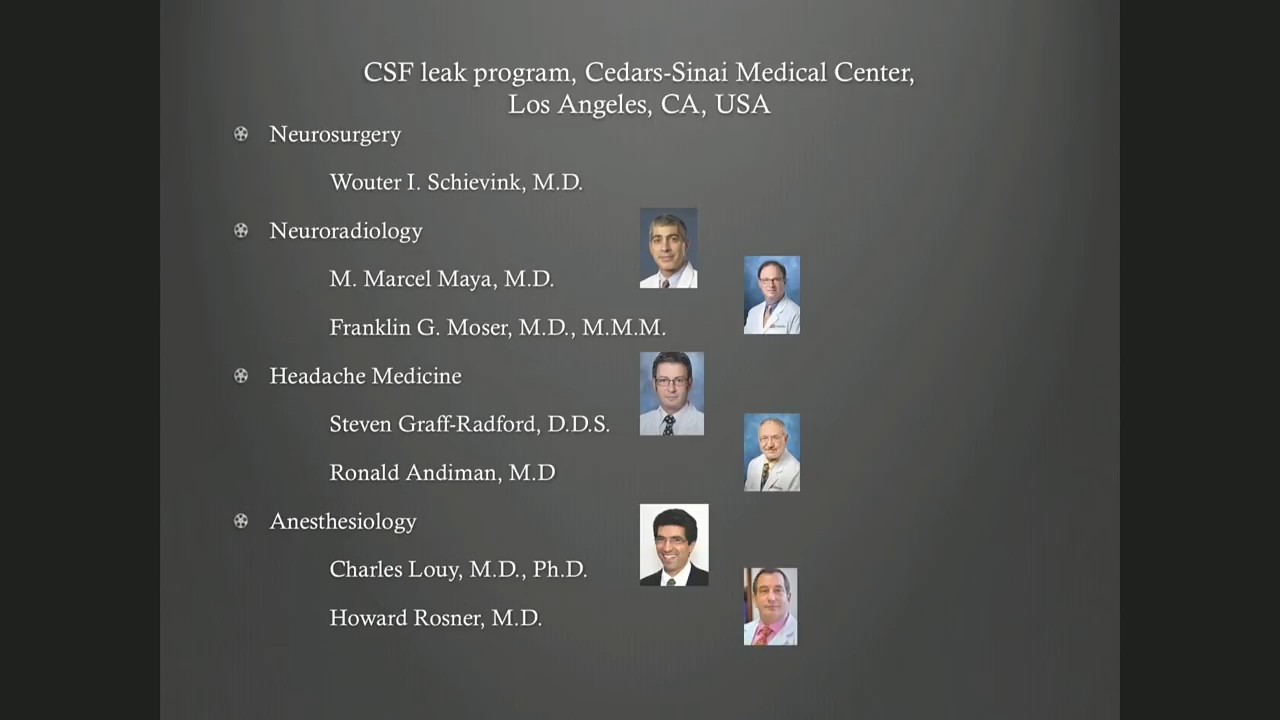 CSF leak program, Cedars-Sinai Medical Center,
Los Angeles, CA, USA
Neurosurgery
Wouter I. Schievink, M.D.
Neuroradiology
M. Marcel Maya, M.D.
Franklin G. Moser, M.D., M.M.M.
Headache Medicine
Steven Graff-Radford, D.D.S.
Ronald Andiman, M.D
Anesthesiology
Charles Louy, M.D., Ph.D.
Howard Rosner, M.D.